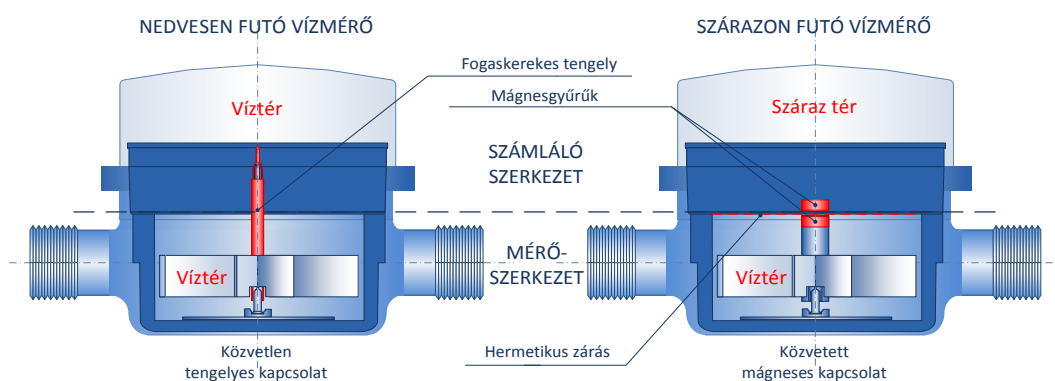 NEDVESEN FUTÓ VÍZMÉRŐ
SZÁRAZON FUTÓ VÍZMÉRŐ
Fogaskerekes tengely
Mágnesgyűrűk
Víztér
Száraz tér
SZÁMLÁLÓ
SZERKEZET
MÉRŐ-
SZERKEZET
Víztér
Víztér
Közvetlen
tengelyes kapcsolat
Hermetikus zárás
Közvetett
mágneses kapcsolat